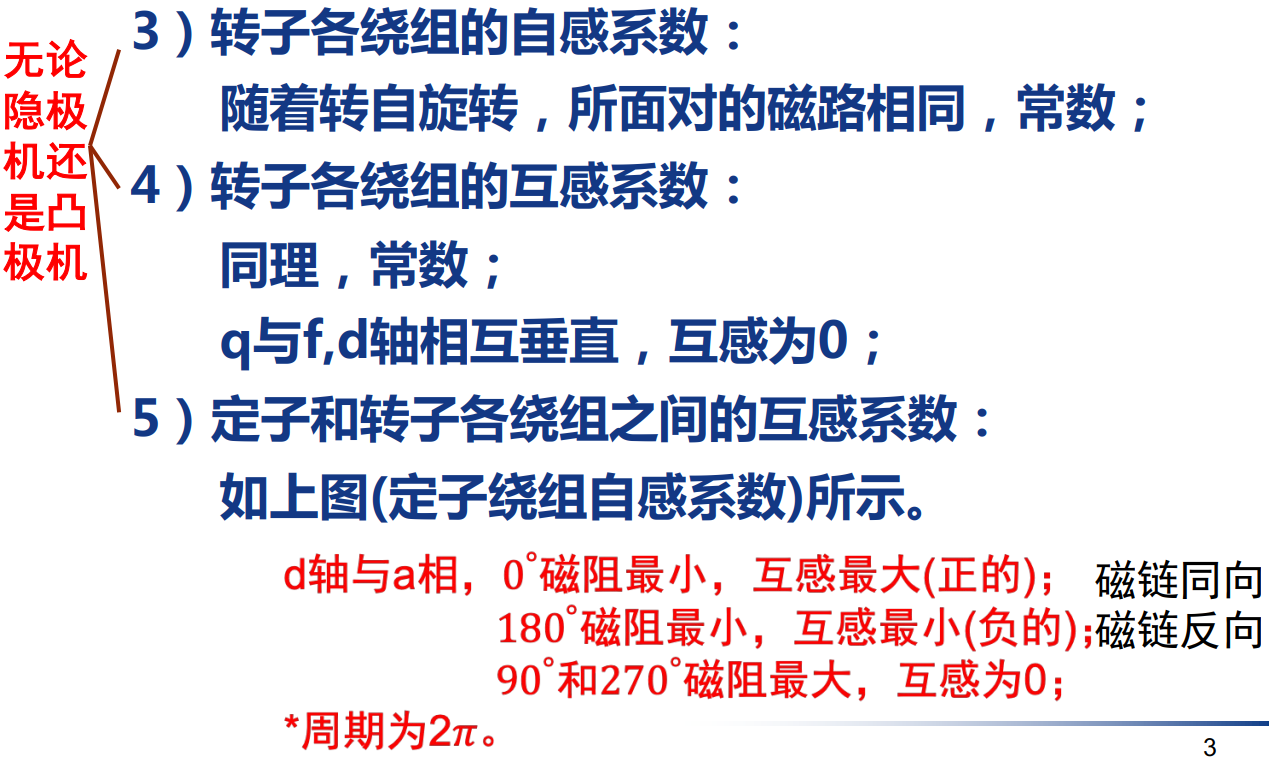 无论
隐极
机还
是凸
极机
3）转子各绕组的自感系数：
随着转自旋转，所面对的磁路相同，常数；
4）转子各绕组的互感系数：
同理，常数；
q与f,d轴相互垂直，互感为0；
5）定子和转子各绕组之间的互感系数：
如上图(定子绕组自感系数)所示。
d轴与a相，0°磁阻最小，互感最大(正的)； 磁链同向
180°磁阻最小，互感最小(负的)；磁链反向
90°和270°磁阻最大，互感为0；
*周期为2π。
3